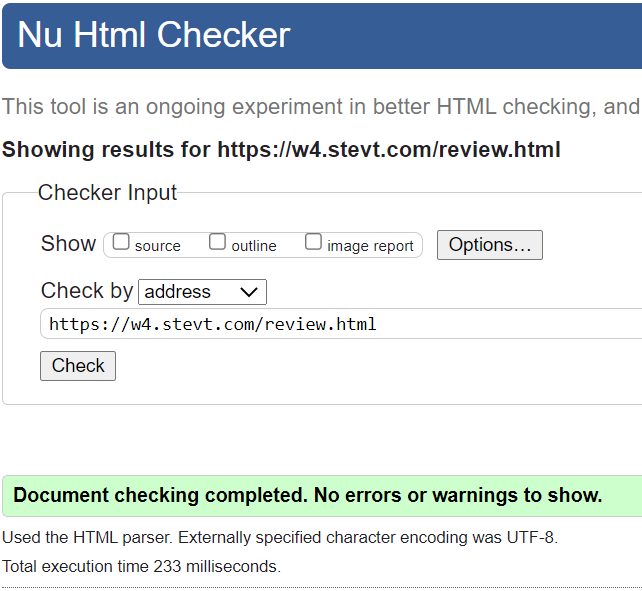 Nu Html Checker
This tool is an ongoing experiment in better HTML checking, and
Showing results for https://w4.stevt.com/review.html
Checker Input
Show source outline image report Options...
Check by address
https://w4.stevt.com/review.html
Check
Document checking completed. No errors or warnings to show.
Used the HTML parser. Externally specified character encoding was UTF-8.
Total execution time 233 milliseconds.